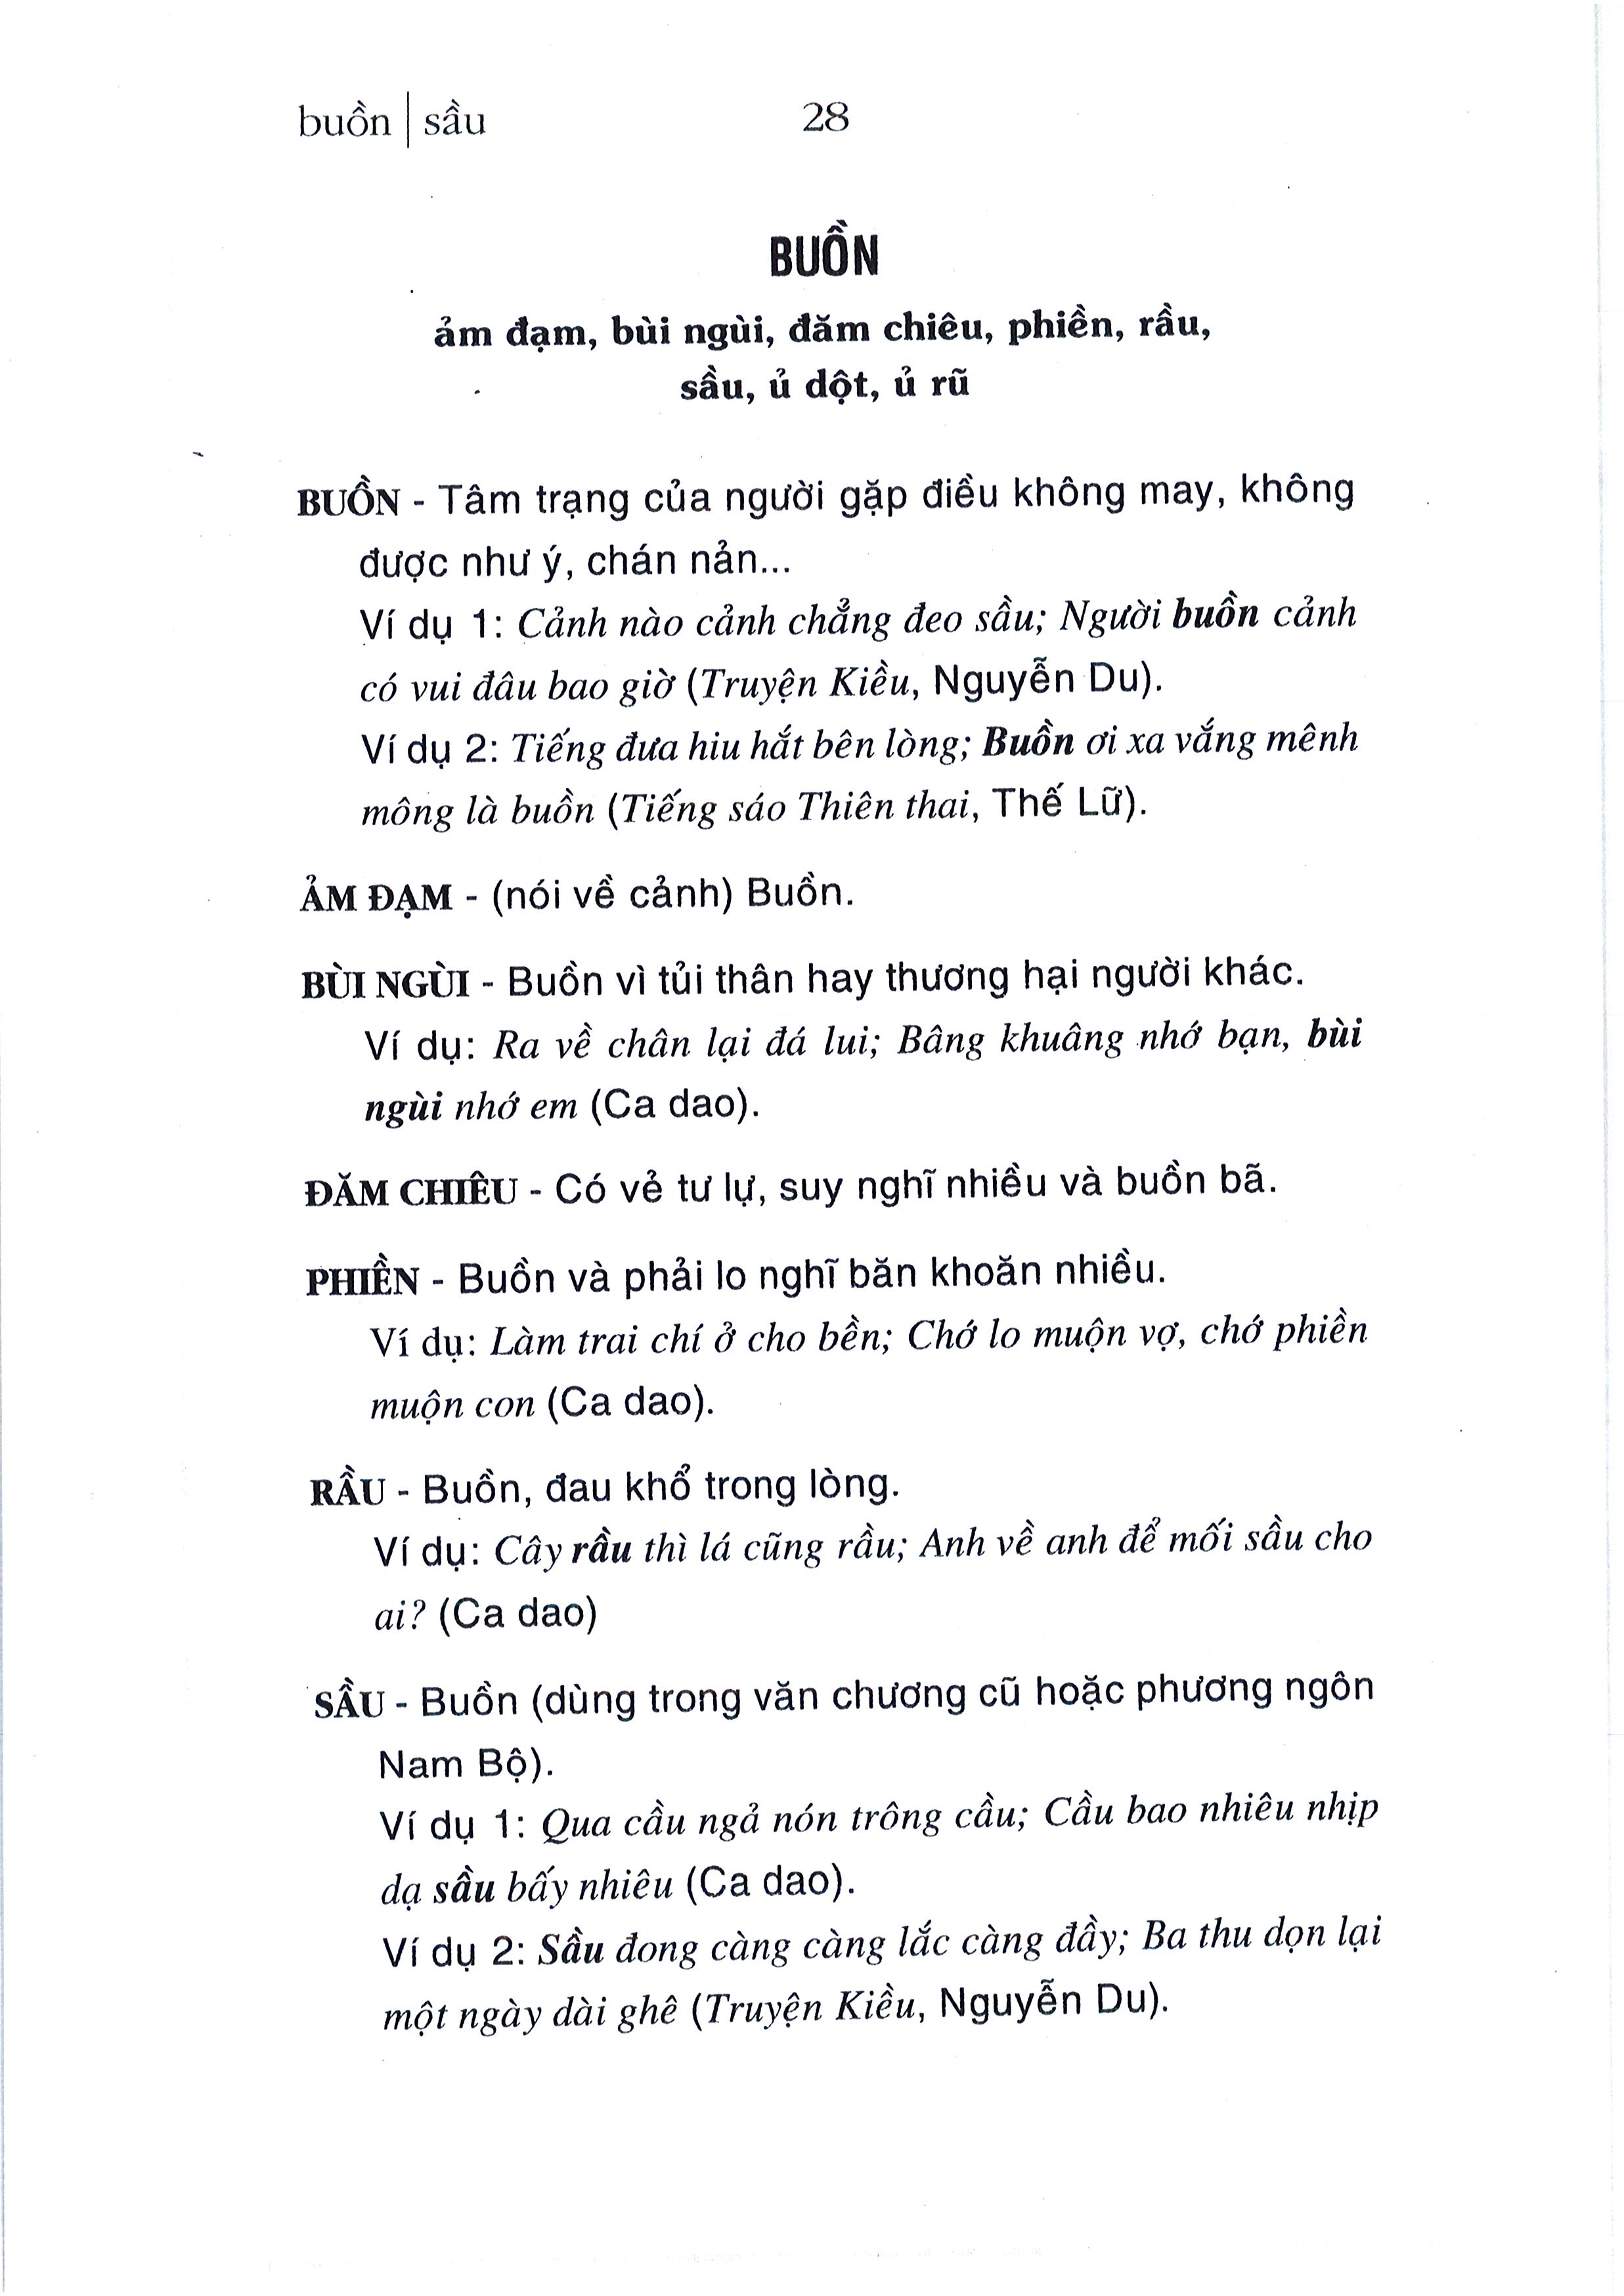 buồn | sầu 28
BUỒN
ảm đạm, bùi ngùi, đăm chiêu, phiền, rầu,
sầu, ủ dột, ủ rũ
BUỒN - Tâm trạng của người gặp điều không may, không
được như ý, chán nản...
Ví dụ 1: Cảnh nào cảnh chẳng đeo sầu; Người buồn cảnh
có vui đâu bao giờ (Truyện Kiều, Nguyễn Du).
Ví dụ 2: Tiếng đưa hiu hắt bên lòng; Buồn ơi xa vắng mênh
mông là buồn (Tiếng sáo Thiên thai, Thế Lữ).
ẢM ĐẠM - (nói về cảnh) Buồn.
BÙI NGÙI - Buồn vì tủi thân hay thương hại người khác.
Ví dụ: Ra về chân lại đá lui; Bâng khuâng nhớ bạn, bùi
ngùi nhớ em (Ca dao).
ĐĂM CHIÊU - Có vẻ tư lự, suy nghĩ nhiều và buồn bã.
PHIỀN - Buồn và phải lo nghĩ băn khoăn nhiều.
Ví dụ: Làm trai chí ở cho bền; Chớ lo muộn vợ, chớ phiền
muộn con (Ca dao).
RẦU - Buồn, đau khổ trong lòng.
Ví dụ: Cây rầu thì lá cũng rầu; Anh về anh để mối sầu cho
ai? (Ca dao)
SẦU - Buồn (dùng trong văn chương cũ hoặc phương ngôn
Nam Bộ).
Ví dụ 1: Qua cầu ngả nón trông cầu; Cầu bao nhiêu nhịp
dạ sầu bấy nhiêu (Ca dao).
Ví dụ 2: Sầu đong càng càng lắc càng đầy; Ba thu dọn lại
một ngày dài ghê (Truyện Kiều, Nguyễn Du).